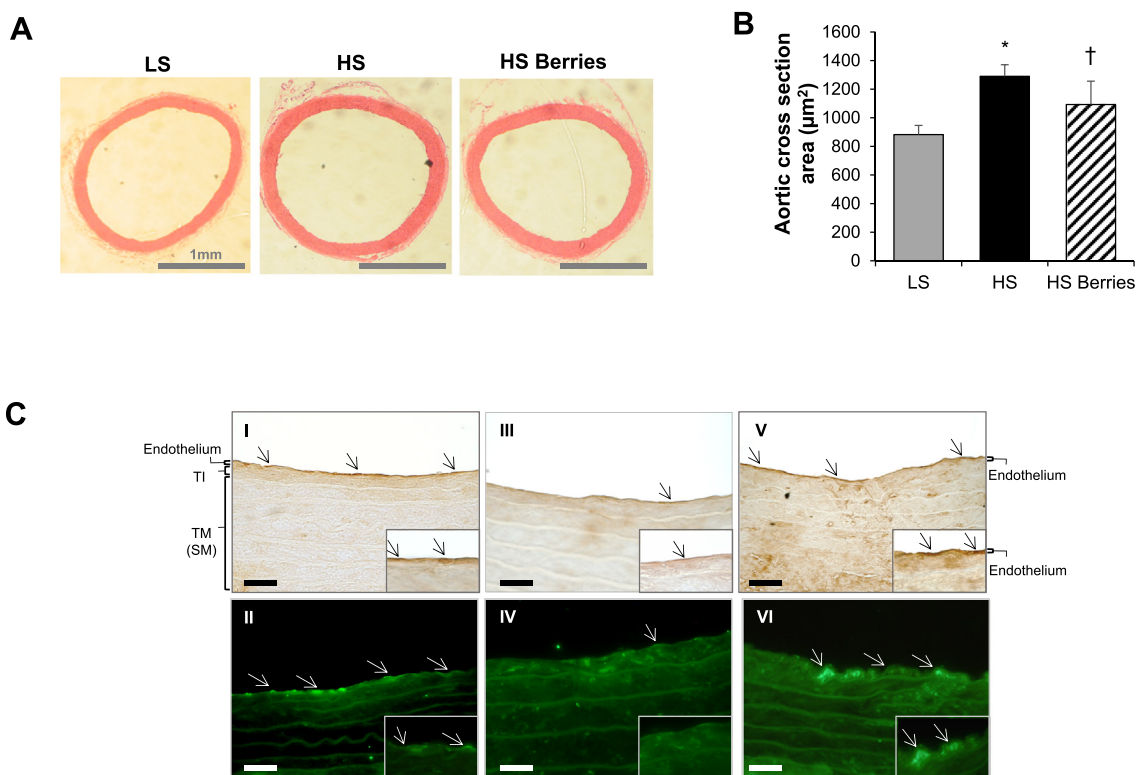 A
LS
HS
HS Berries
1mm
B
Aortic cross section
area (µm²)
1600
1400
1200
1000
800
600
400
200
0
*
†
LS
HS
HS Berries
C
I
III
V
Endothelium
TI
TM
(SM)
Endothelium
Endothelium
II
IV
VI